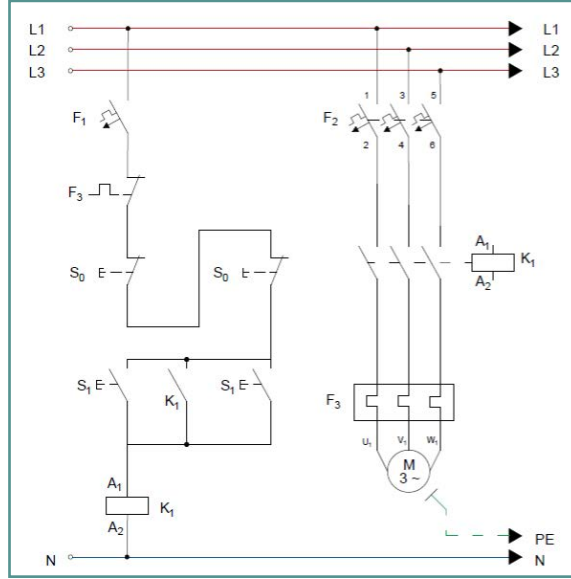 L1 L1
L2 L2
L3 L3
1 3 5
F1 F2
2 4 6
F3
A1
S0 S0 K1
A2
S1 K1 S1
F3
U1 V1 W1
M
3 ~
A1
K1
A2
PE
N N